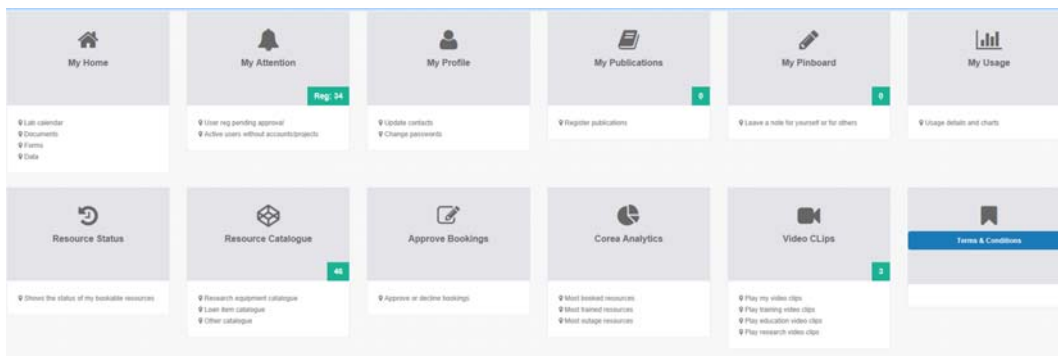 My Home
My Attention
My Profile
My Publications
My Pinboard
My Usage
Reg: 34
0
0
Lab calendar
Documents
Forms
Data
User reg pending approval
Active users without accounts/projects
Update contacts
Change passwords
Register publications
Leave a note for yourself or for others
Usage details and charts
Resource Status
Resource Catalogue
Approve Bookings
Corea Analytics
Video CLips
Terms & Conditions
46
3
Shows the status of my bookable resources
Research equipment catalogue
Loan item catalogue
Other catalogue
Approve or decline bookings
Most booked resources
Most trained resources
Most outage resources
Play my video clips
Play training video clips
Play education video clips
Play research video clips